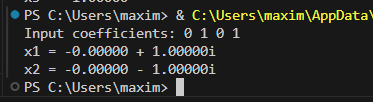 PS C:\Users\maxim> & C:\Users\maxim\AppData\
Input coefficients: 0 1 0 1
x1 = -0.00000 + 1.00000i
x2 = -0.00000 - 1.00000i
PS C:\Users\maxim>